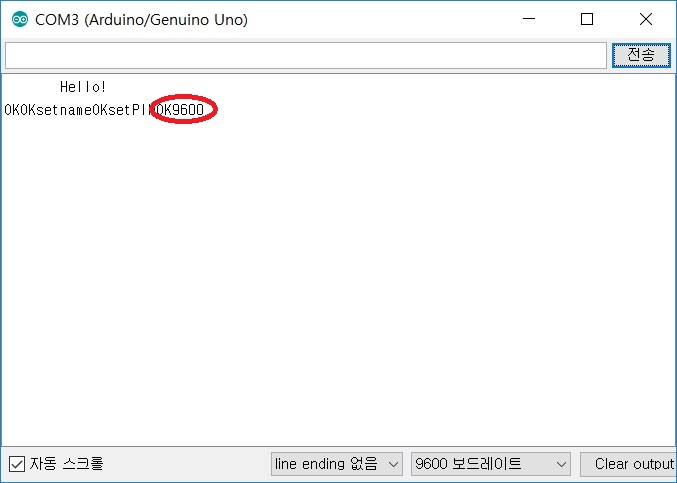 COM3 (Arduino/Genuino Uno)
전송
Hello!
OKOKsetnameOKsetPINOK9600
자동 스크롤
line ending 없음
9600 보드레이트
Clear output